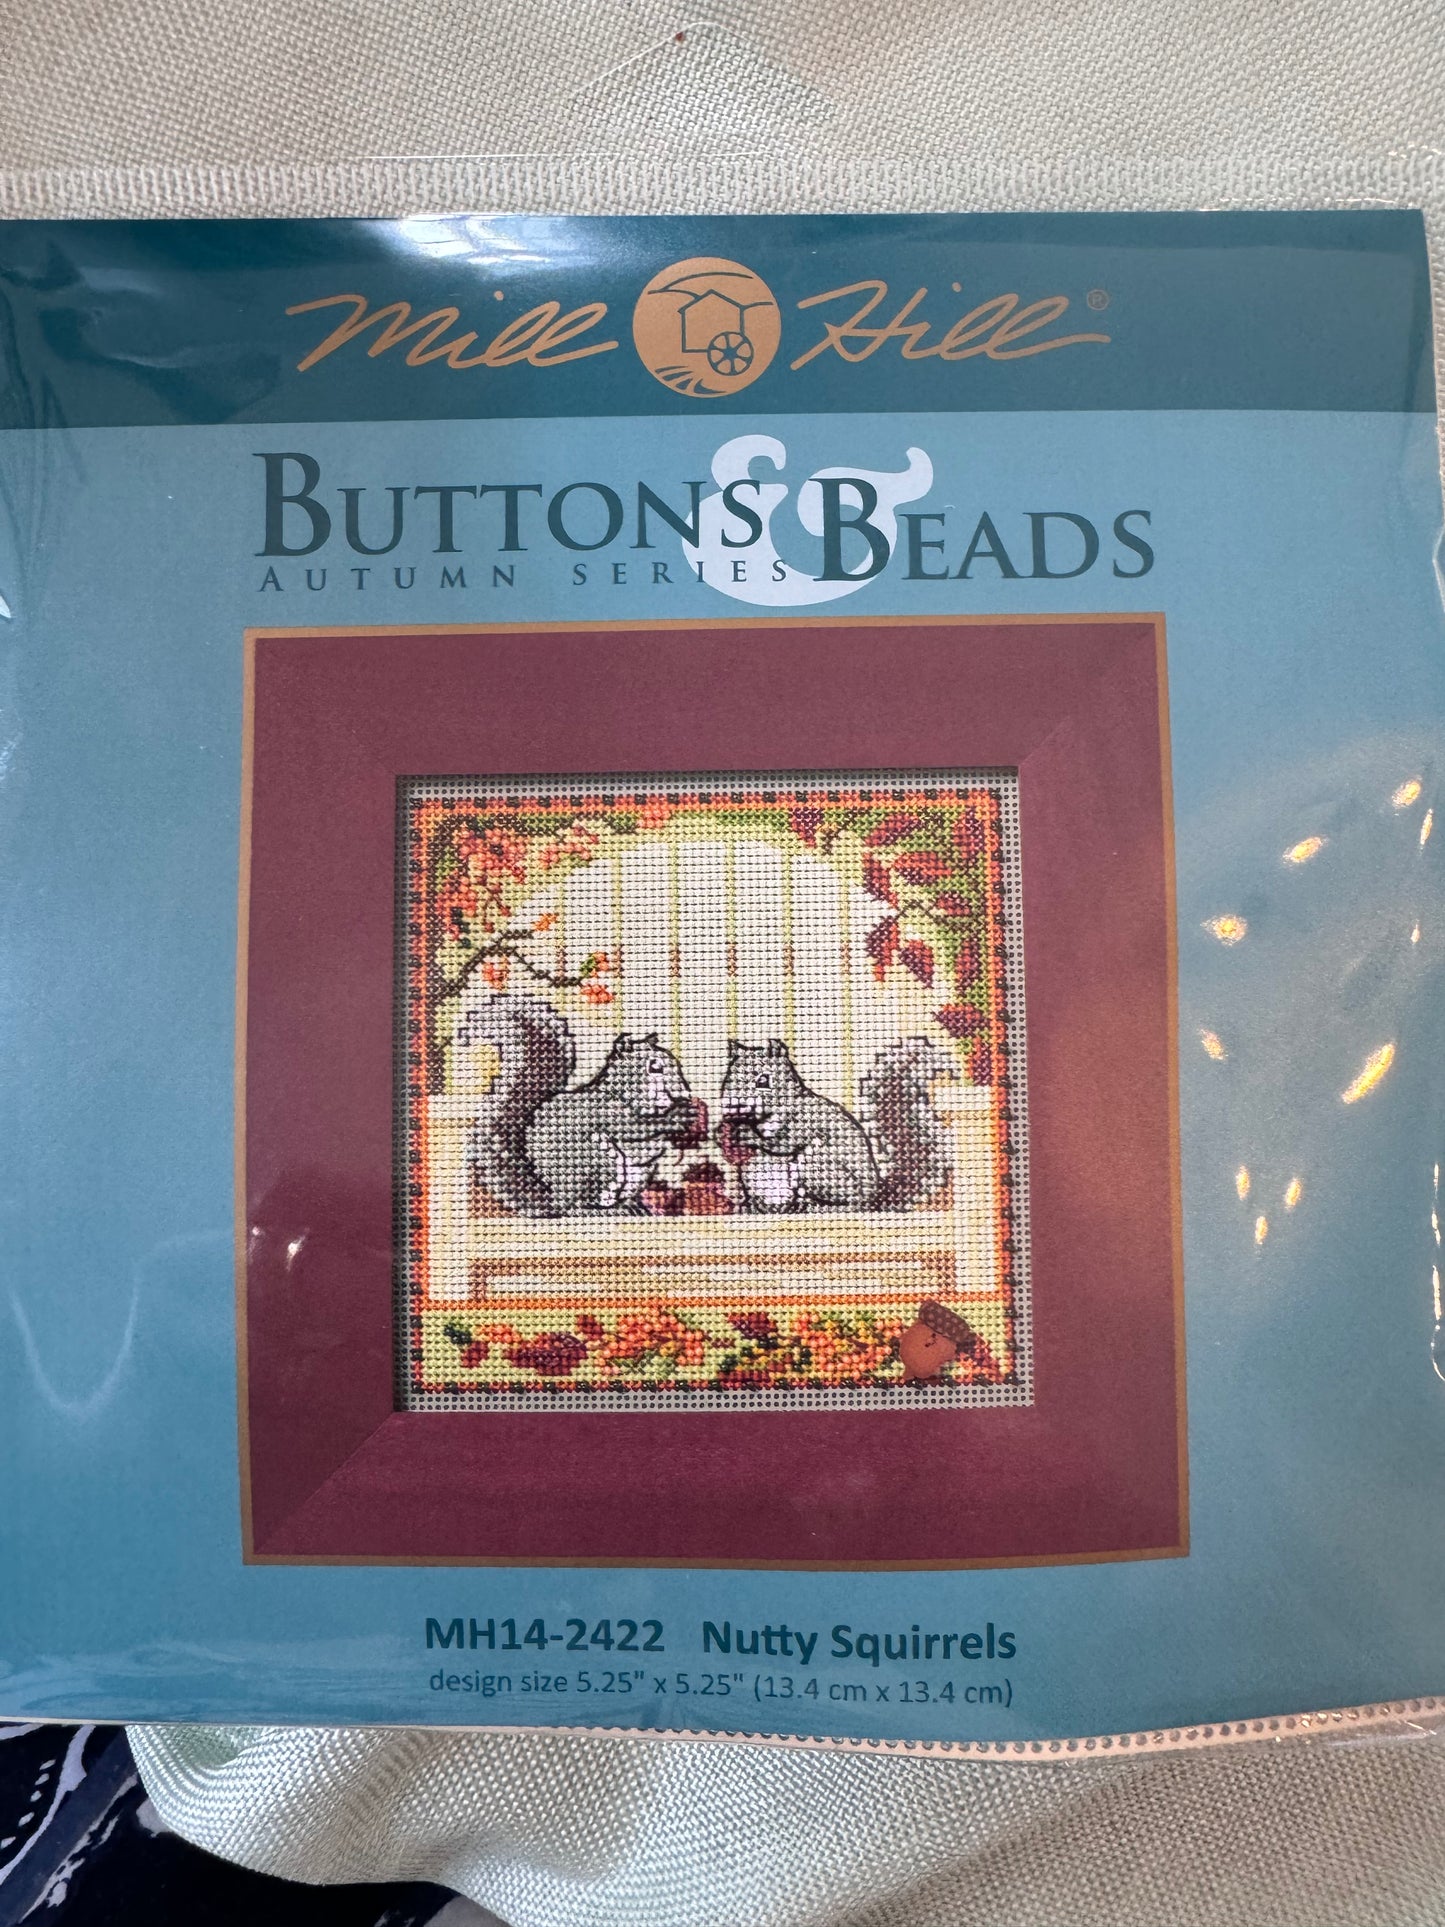 Mill Hill®
BUTTONS & BEADS
AUTUMN SERIES
MH14-2422 Nutty Squirrels
design size 5.25" x 5.25" (13.4 cm x 13.4 cm)